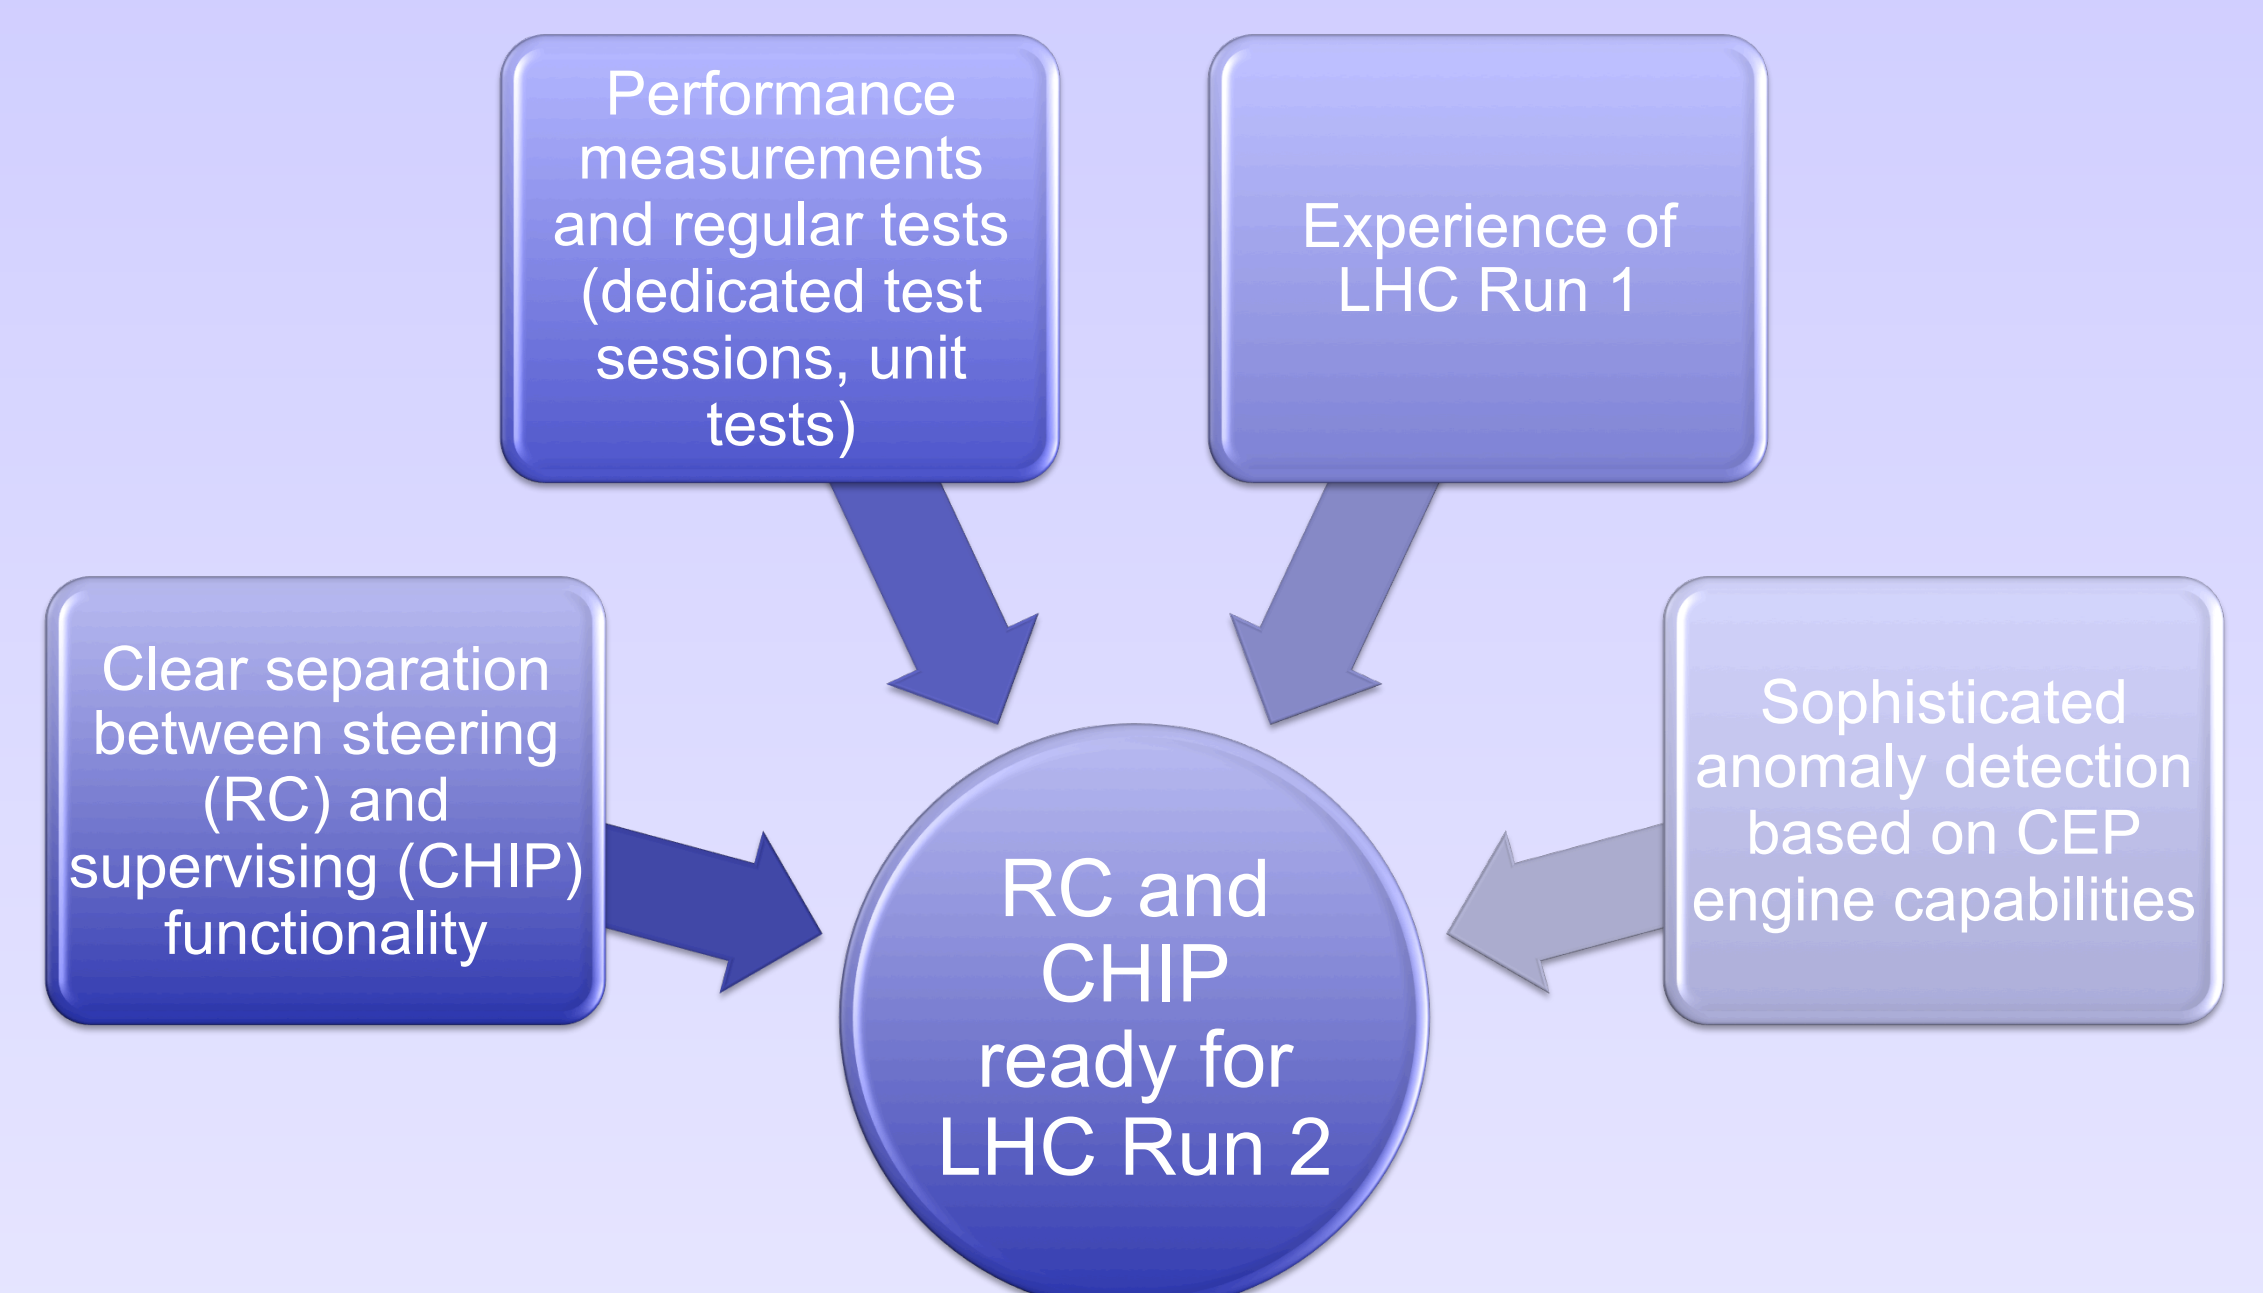 Performance
measurements
and regular tests
(dedicated test
sessions, unit
tests)
Experience of
LHC Run 1
Clear separation
between steering
(RC) and
supervising (CHIP)
functionality
Sophisticated
anomaly detection
based on CEP
engine capabilities
RC and
CHIP
ready for
LHC Run 2